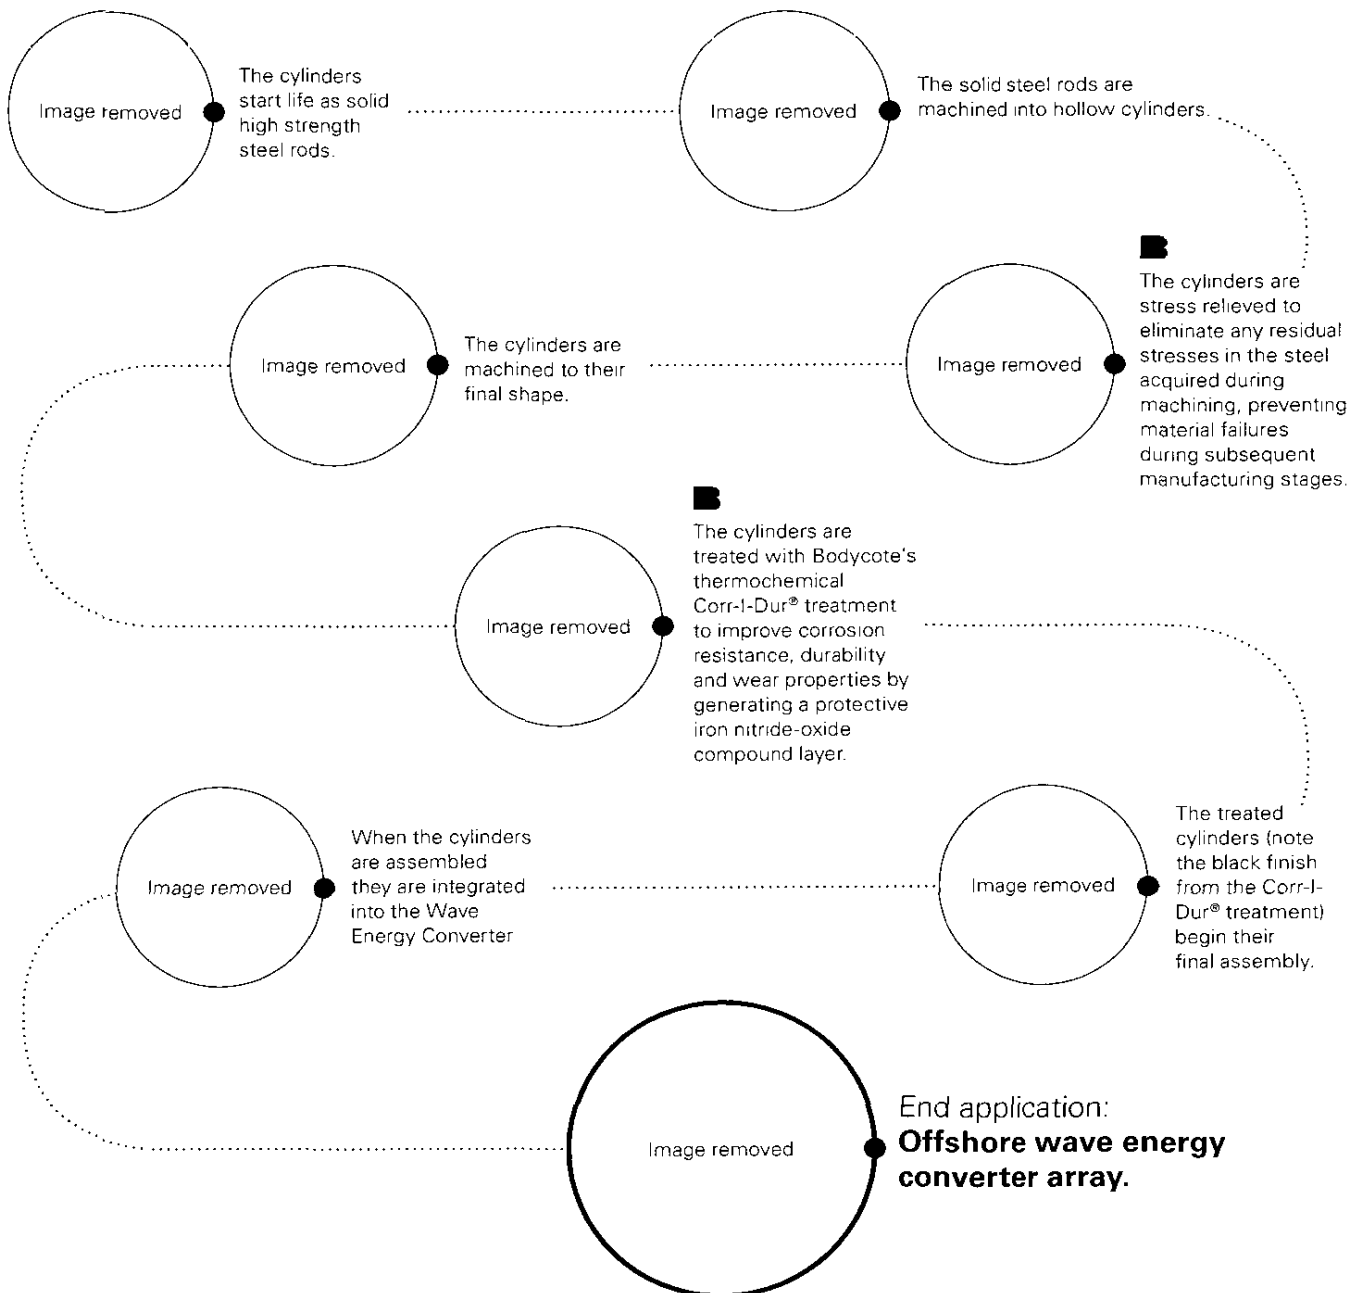 Image removed
The cylinders
start life as solid
high strength
steel rods.
Image removed
The solid steel rods are
machined into hollow cylinders.
Image removed
The cylinders are
stress relieved to
eliminate any residual
stresses in the steel
acquired during
machining, preventing
material failures
during subsequent
manufacturing stages.
Image removed
The cylinders are
machined to their
final shape.
Image removed
The cylinders are
treated with Bodycote's
thermochemical
Corr-I-Dur® treatment
to improve corrosion
resistance, durability
and wear properties by
generating a protective
iron nitride-oxide
compound layer.
Image removed
The treated
cylinders (note
the black finish
from the Corr-I-
Dur® treatment)
begin their
final assembly.
Image removed
When the cylinders
are assembled
they are integrated
into the Wave
Energy Converter
Image removed
End application:
Offshore wave energy
converter array.